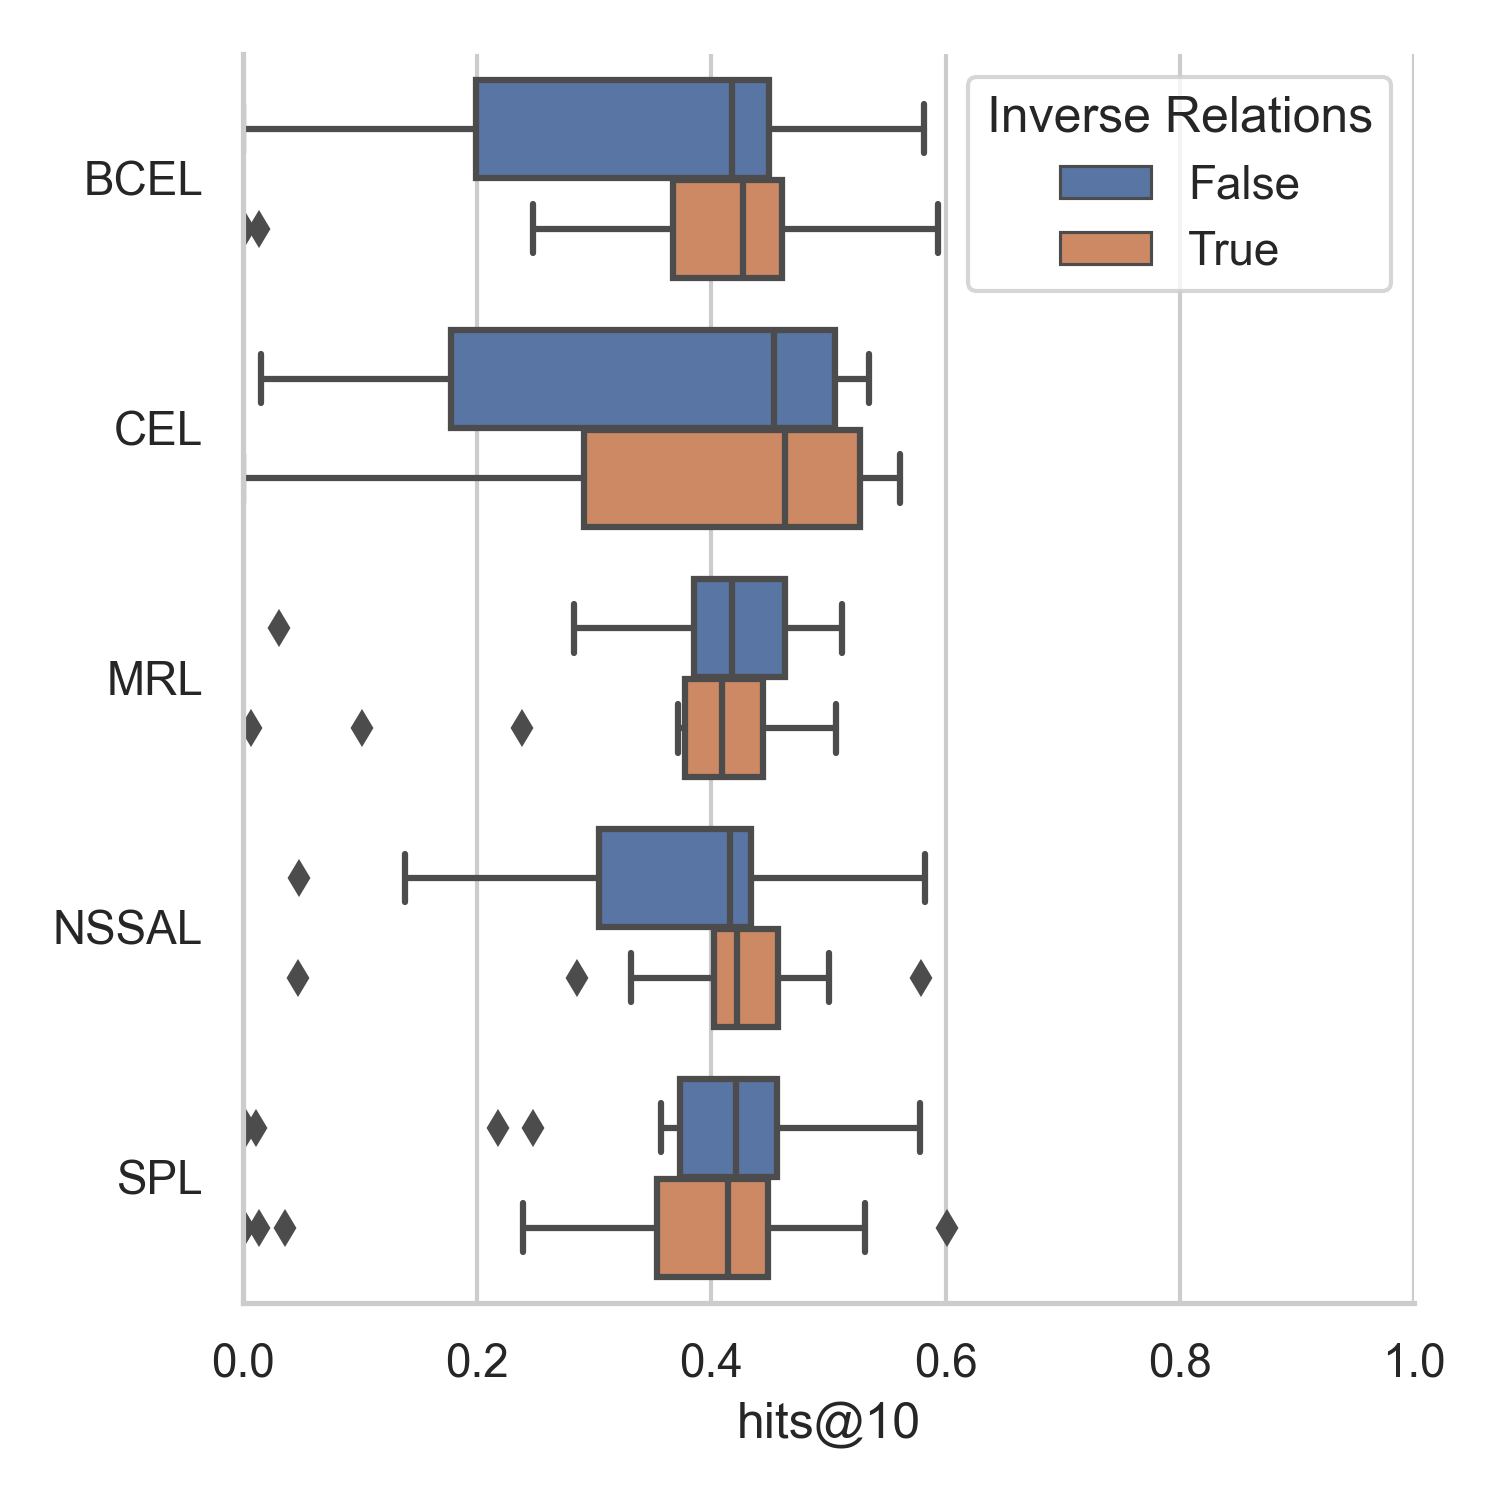 Inverse Relations
False
True
BCEL
CEL
MRL
NSSAL
SPL
0.0 0.2 0.4 0.6 0.8 1.0
hits@10